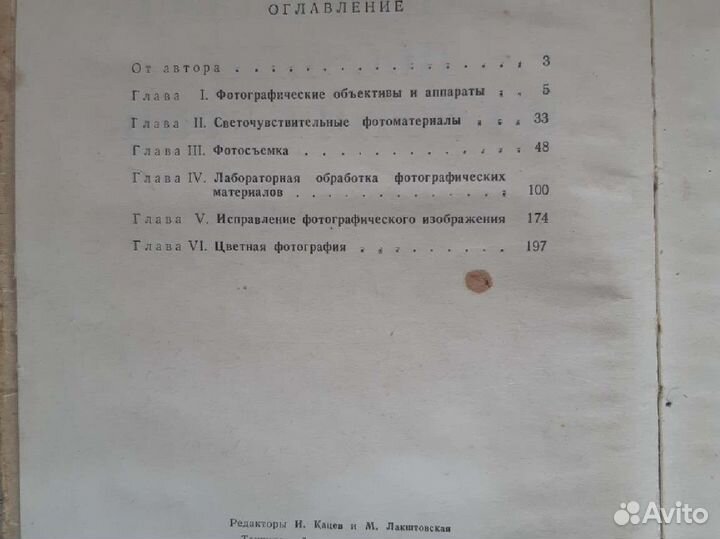 ОГЛАВЛЕНИЕ
От автора . . . . . . . . . . . . . . . . . . 3
Глава I. Фотографические объективы и аппараты . . 5
Глава II. Светочувствительные фотоматериалы . . . . 33
Глава III. Фотосъемка . . . . . . . . . . . . . 48
Глава IV. Лабораторная обработка фотографических
материалов . . . . . . . . . . . . . 100
Глава V. Исправление фотографического изображения 174
Глава VI. Цветная фотография . . . . . . . . . . 197
Редакторы И. Кацев и М. Лакштовская
Avito